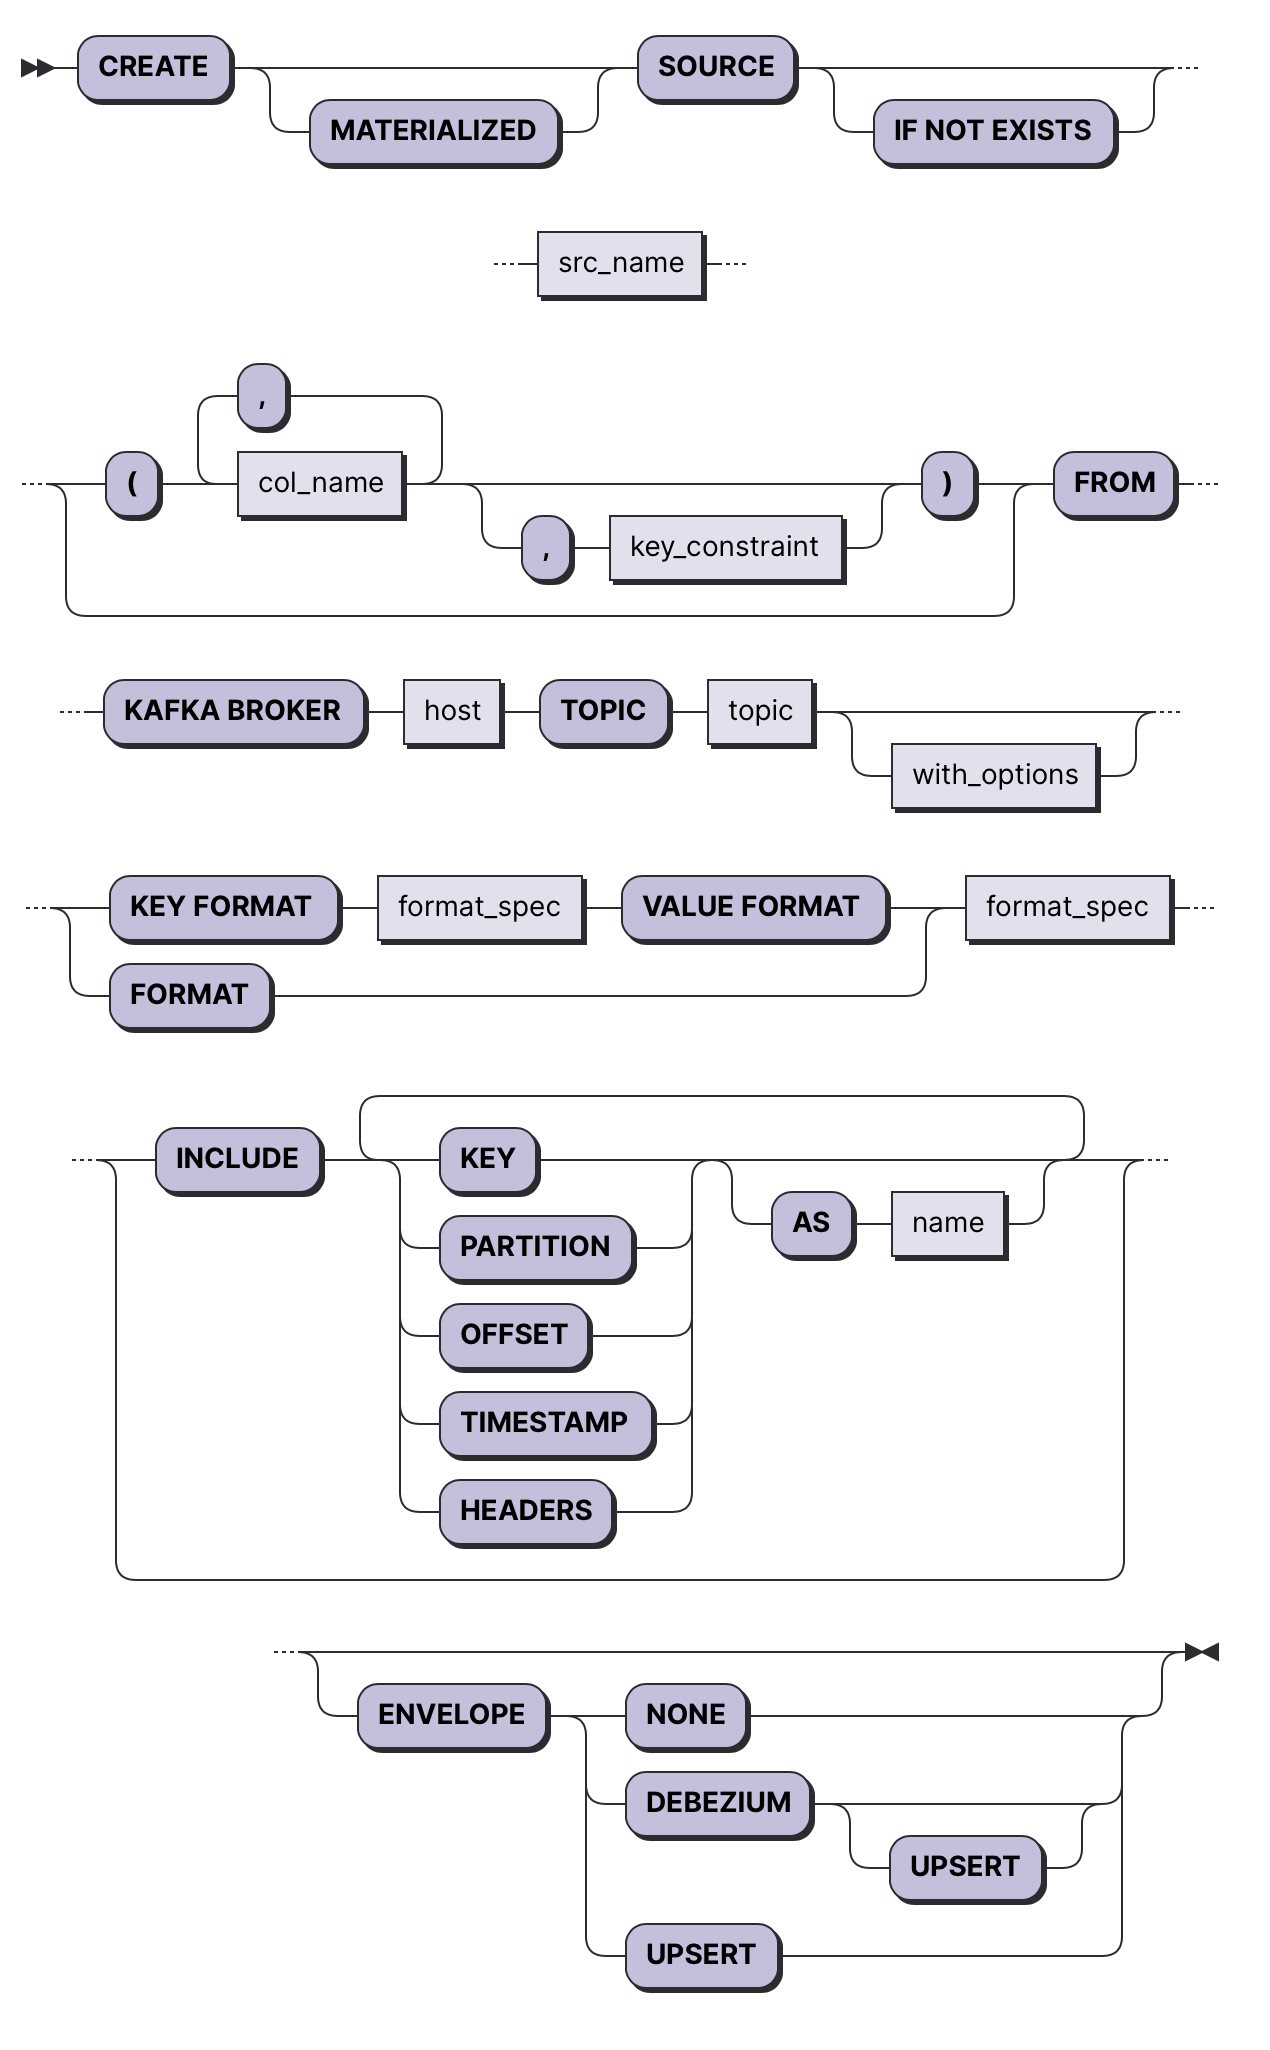 CREATE SOURCE
MATERIALIZED IF NOT EXISTS
src_name
,
( col_name ) FROM
, key_constraint
KAFKA BROKER host TOPIC topic
with_options
KEY FORMAT format_spec VALUE FORMAT format_spec
FORMAT
INCLUDE KEY
AS name
PARTITION
OFFSET
TIMESTAMP
HEADERS
ENVELOPE NONE
DEBEZIUM
UPSERT
UPSERT